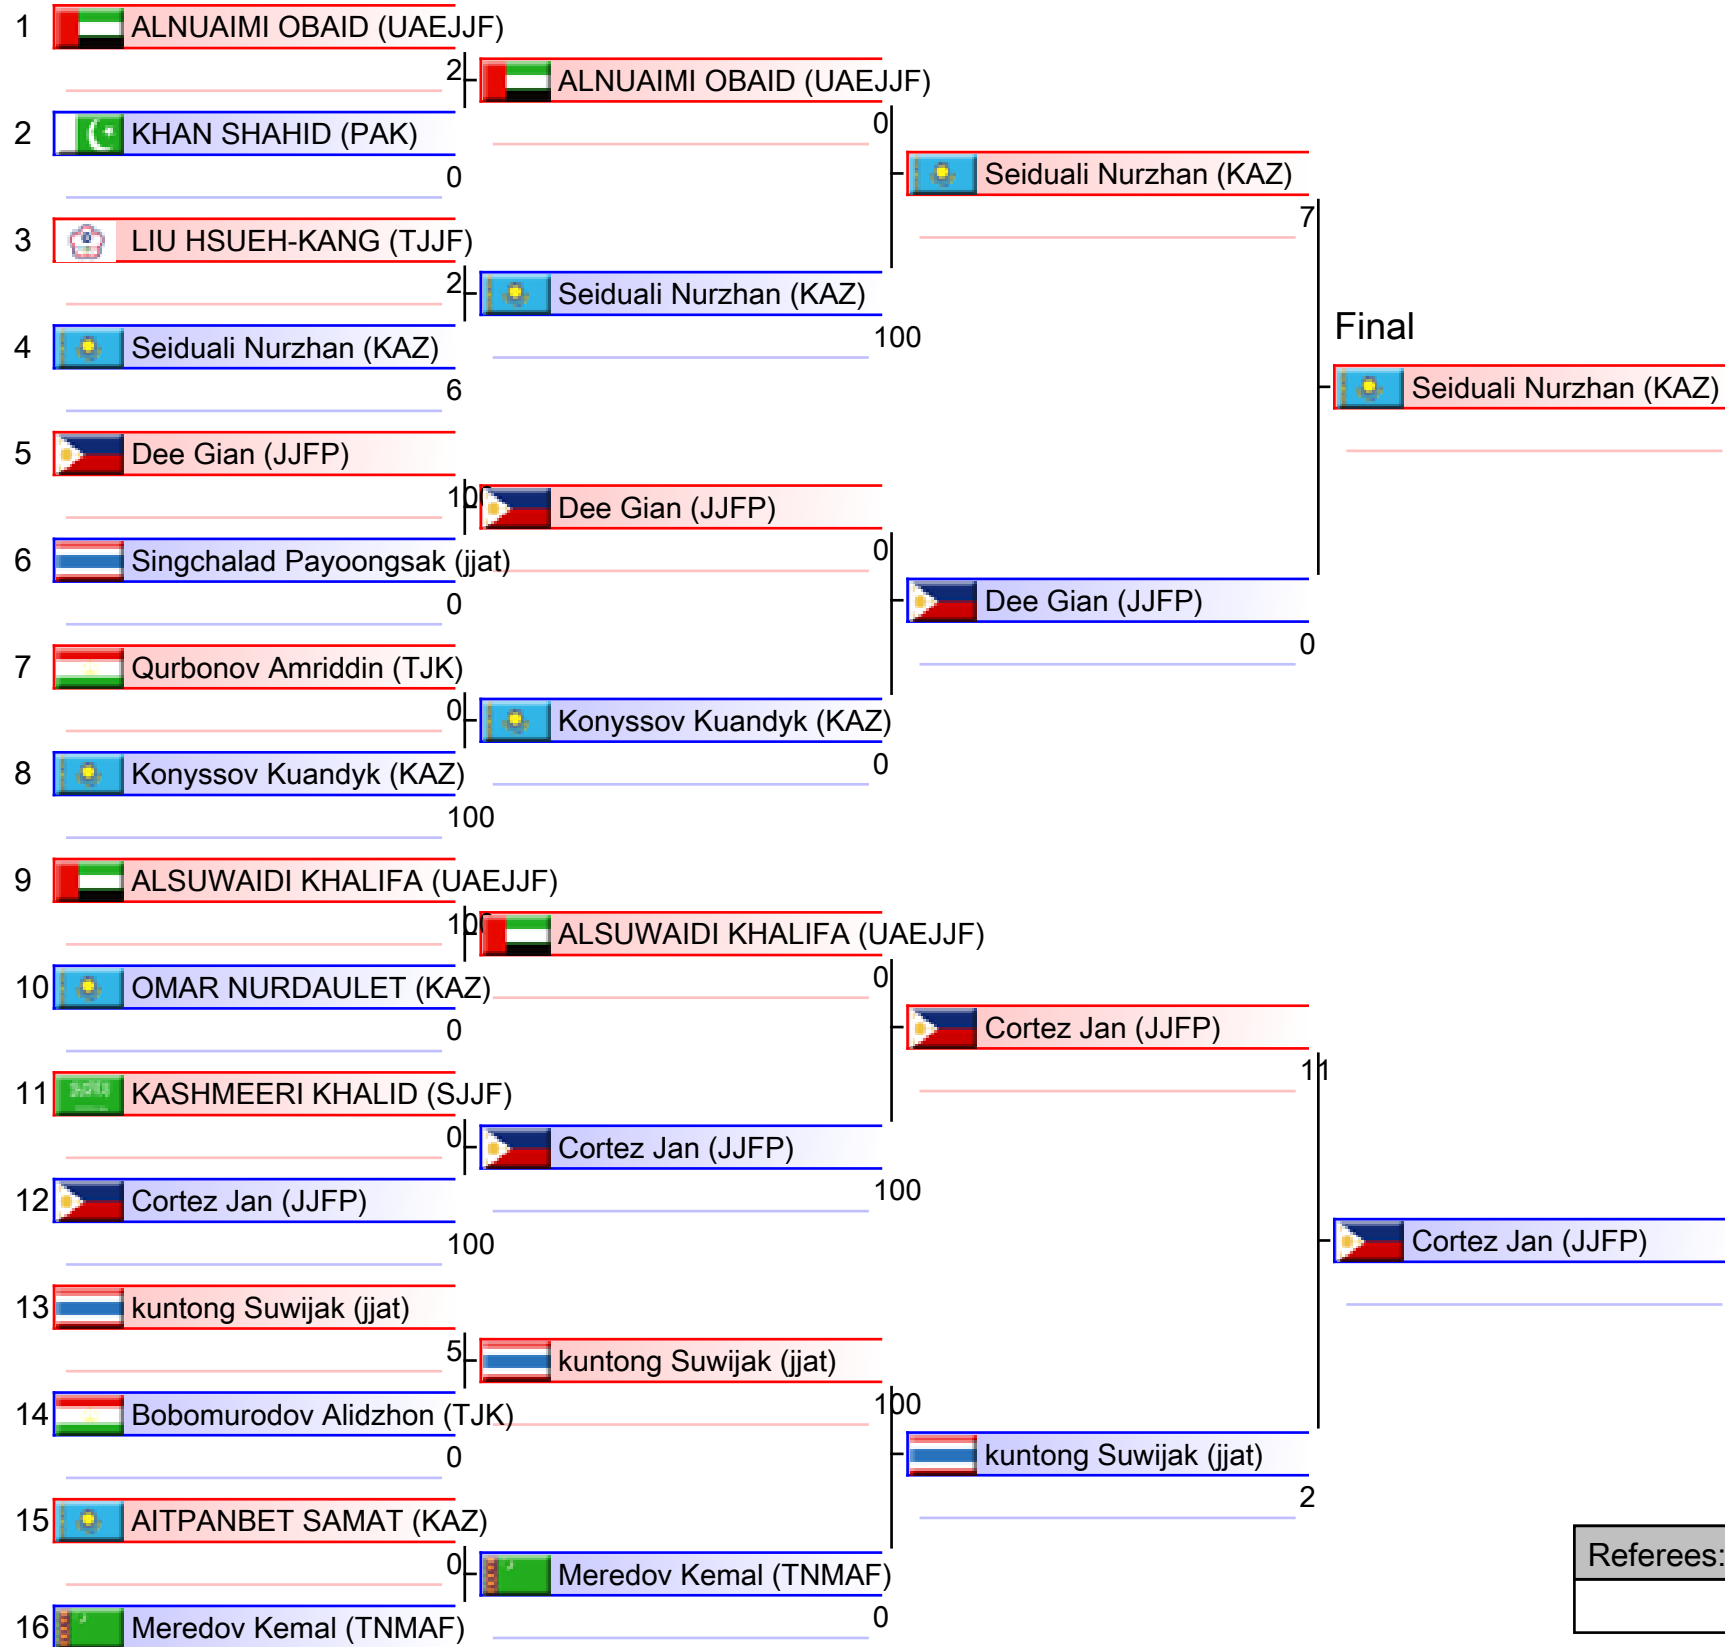 1 ALNUAIMI OBAID (UAEJJF)
2 ALNUAIMI OBAID (UAEJJF)
2 KHAN SHAHID (PAK)
0
0
Seiduali Nurzhan (KAZ)
7
3 LIU HSUEH-KANG (TJJF)
2 Seiduali Nurzhan (KAZ)
100
4 Seiduali Nurzhan (KAZ)
6
Final
Seiduali Nurzhan (KAZ)
5 Dee Gian (JJFP)
100 Dee Gian (JJFP)
0
6 Singchalad Payoongsak (jjat)
0
Dee Gian (JJFP)
0
7 Qurbonov Amriddin (TJK)
0 Konyssov Kuandyk (KAZ)
0
8 Konyssov Kuandyk (KAZ)
100
9 ALSUWAIDI KHALIFA (UAEJJF)
100 ALSUWAIDI KHALIFA (UAEJJF)
0
10 OMAR NURDAULET (KAZ)
0
Cortez Jan (JJFP)
11
11 KASHMEERI KHALID (SJJF)
0 Cortez Jan (JJFP)
100
12 Cortez Jan (JJFP)
100
Cortez Jan (JJFP)
13 kuntong Suwijak (jjat)
5 kuntong Suwijak (jjat)
100
14 Bobomurodov Alidzhon (TJK)
0
kuntong Suwijak (jjat)
2
15 AITPANBET SAMAT (KAZ)
0 Meredov Kemal (TNMAF)
0
16 Meredov Kemal (TNMAF)
Referees: